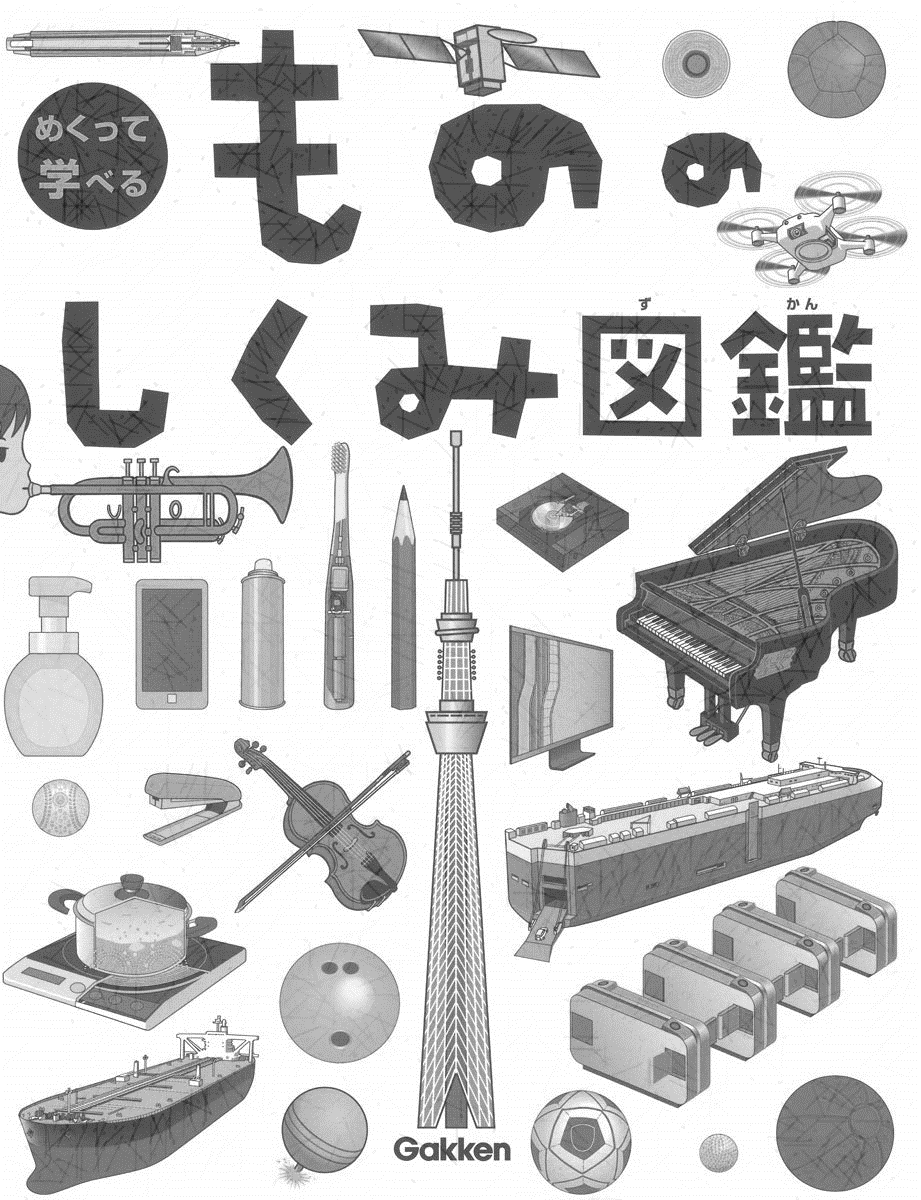 めくって
学べる
ものの
しくみ図鑑
ず
かん
Gakken